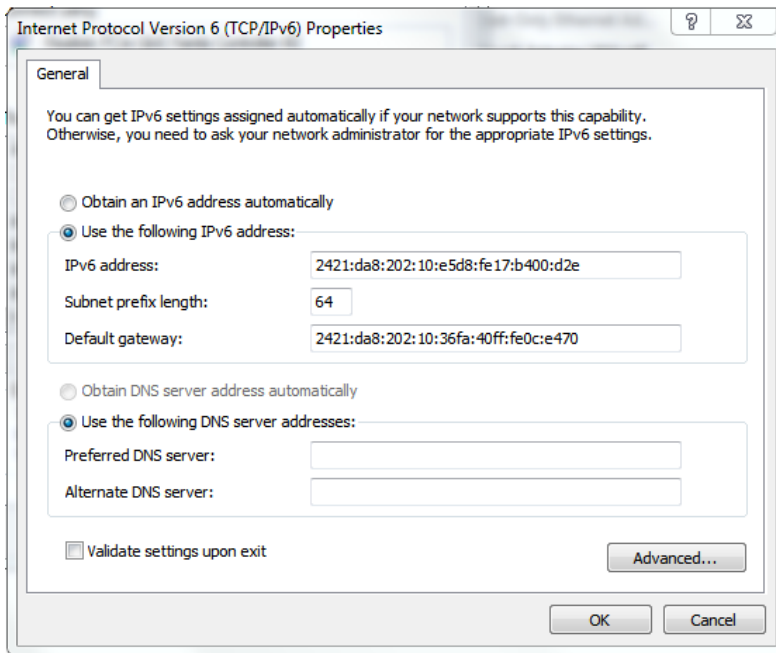 Internet Protocol Version 6 (TCP/IPv6) Properties
General
You can get IPv6 settings assigned automatically if your network supports this capability.
Otherwise, you need to ask your network administrator for the appropriate IPv6 settings.
Obtain an IPv6 address automatically
Use the following IPv6 address:
IPv6 address: 2421:da8:202:10:e5d8:fe17:b400:d2e
Subnet prefix length: 64
Default gateway: 2421:da8:202:10:36fa:40ff:fe0c:e470
Obtain DNS server address automatically
Use the following DNS server addresses:
Preferred DNS server:
Alternate DNS server:
Validate settings upon exit
Advanced...
OK Cancel